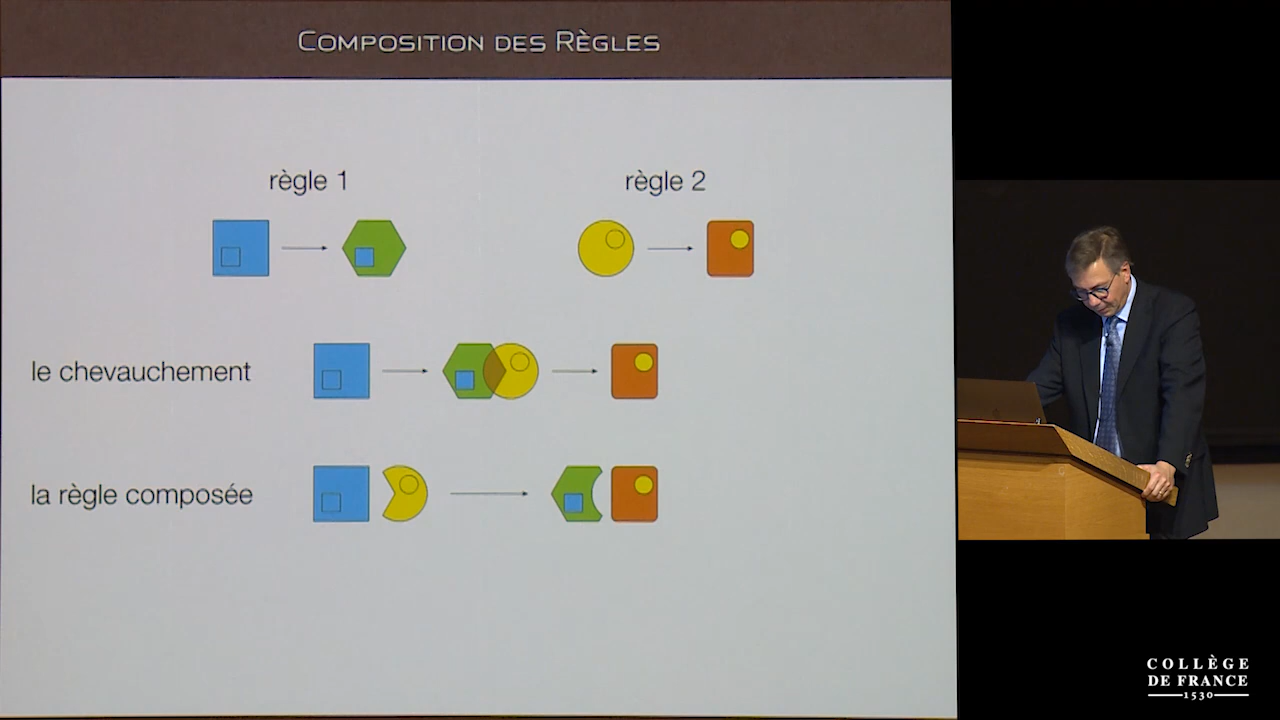 Composition des Règles
règle 1
règle 2
le chevauchement
la règle composée
COLLÈGE
DE FRANCE
1530